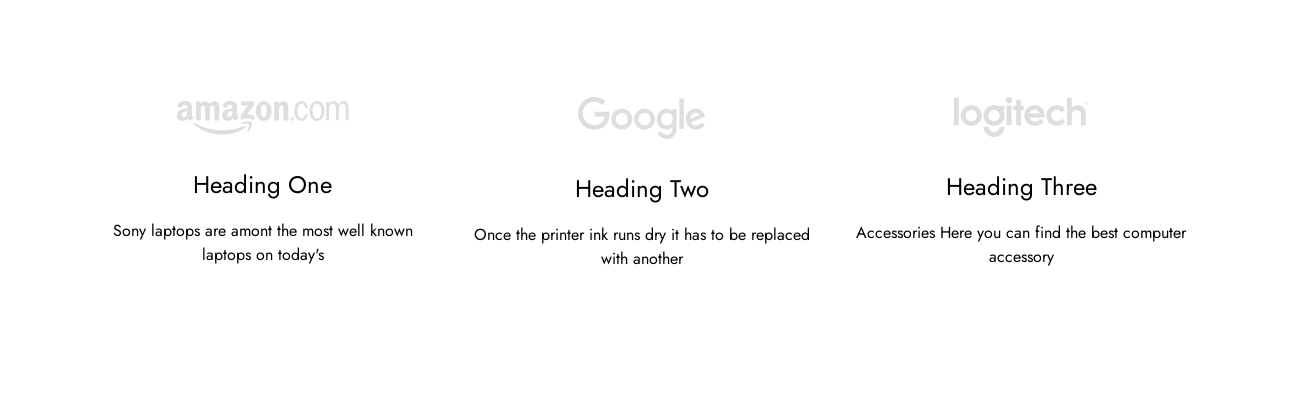 amazon.com
Heading One
Sony laptops are amont the most well known
laptops on today's
Google
Heading Two
Once the printer ink runs dry it has to be replaced
with another
logitech
Heading Three
Accessories Here you can find the best computer
accessory